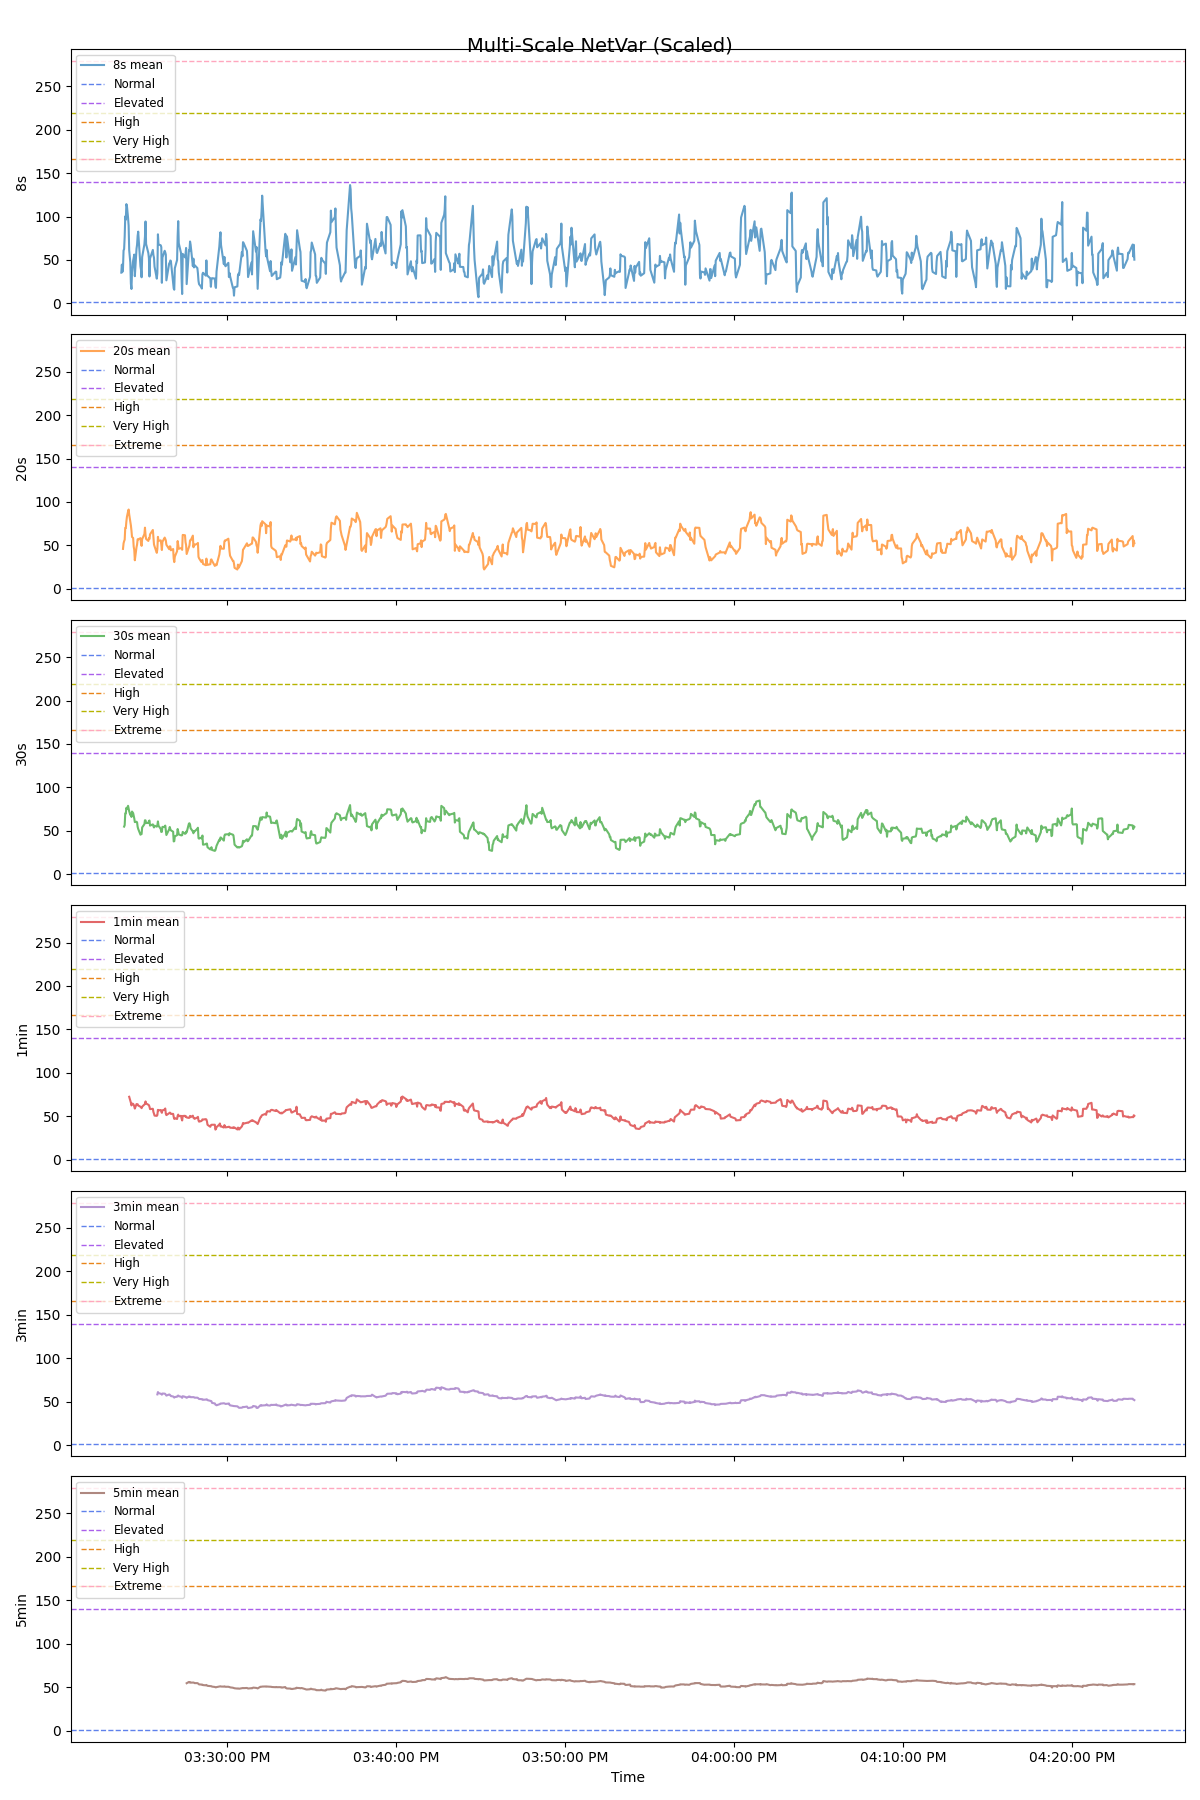 Multi-Scale NetVar (Scaled)
8s mean
Normal
Elevated
High
Very High
Extreme
250
200
150
100
50
0
8s
20s mean
Normal
Elevated
High
Very High
Extreme
250
200
150
100
50
0
20s
30s mean
Normal
Elevated
High
Very High
Extreme
250
200
150
100
50
0
30s
1min mean
Normal
Elevated
High
Very High
Extreme
250
200
150
100
50
0
1min
3min mean
Normal
Elevated
High
Very High
Extreme
250
200
150
100
50
0
3min
5min mean
Normal
Elevated
High
Very High
Extreme
250
200
150
100
50
0
5min
03:30:00 PM 03:40:00 PM 03:50:00 PM 04:00:00 PM 04:10:00 PM 04:20:00 PM
Time